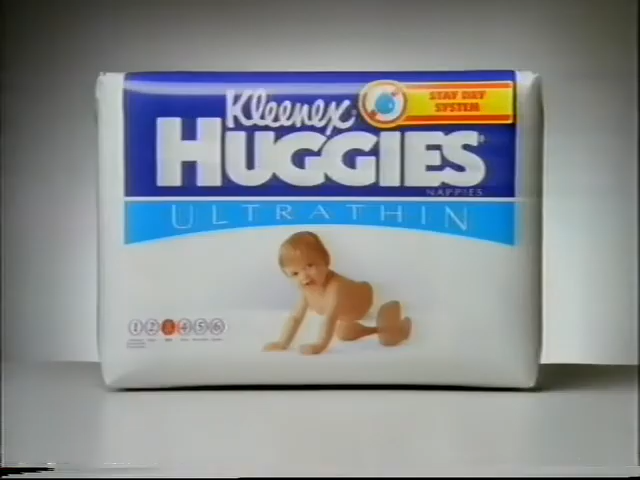 Kleenex
STAY DRY
SYSTEM
HUGGIES
NAPPIES
ULTRATHIN
1 2 3 4 5 6